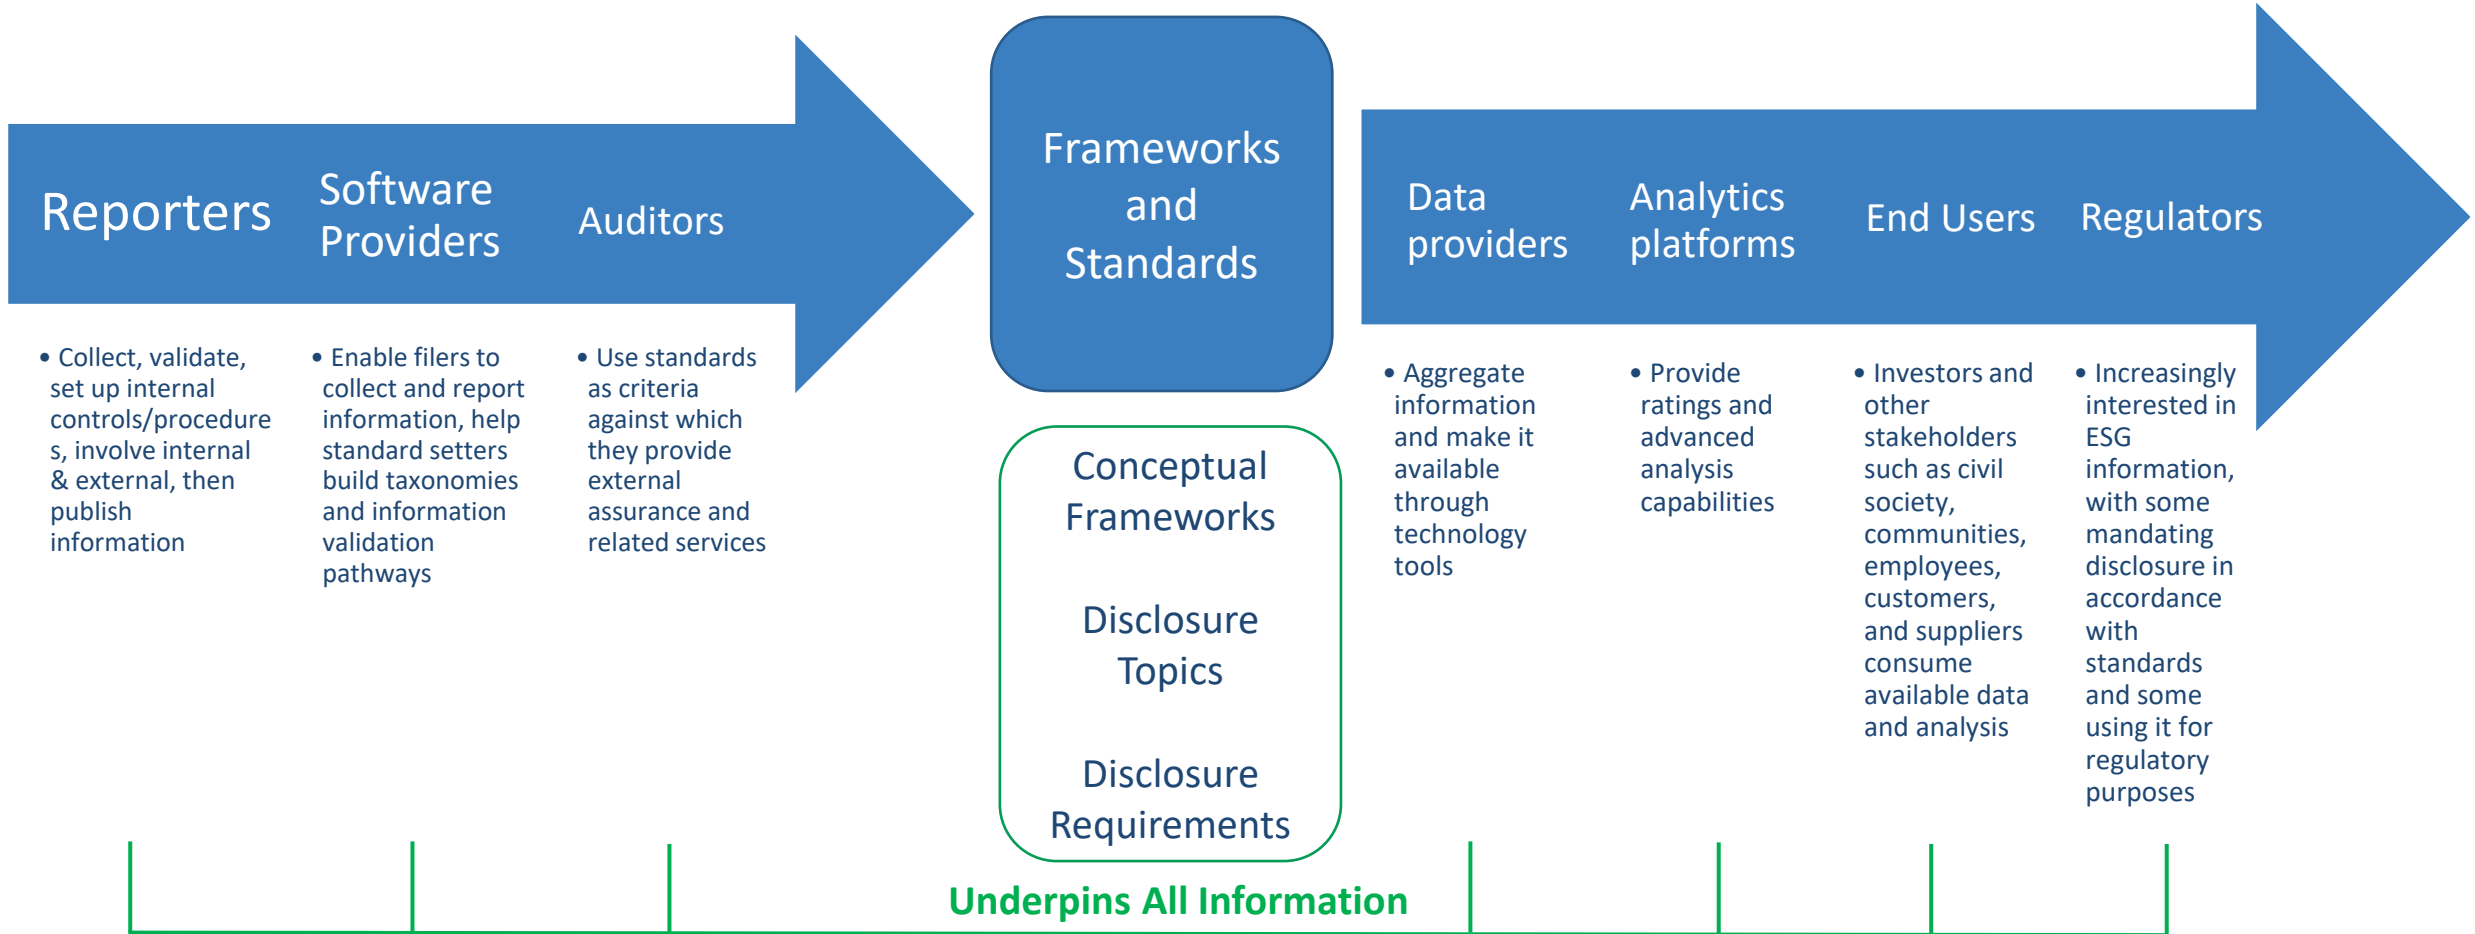 Reporters
Software
Providers
Auditors
Frameworks
and
Standards
Data
providers
Analytics
platforms
End Users
Regulators
• Collect, validate,
set up internal
controls/procedure
s, involve internal
& external, then
publish
information
• Enable filers to
collect and report
information, help
standard setters
build taxonomies
and information
validation
pathways
• Use standards
as criteria
against which
they provide
external
assurance and
related services
Conceptual
Frameworks
Disclosure
Topics
Disclosure
Requirements
• Aggregate
information
and make it
available
through
technology
tools
• Provide
ratings and
advanced
analysis
capabilities
• Investors and
other
stakeholders
such as civil
society,
communities,
employees,
customers,
and suppliers
consume
available data
and analysis
• Increasingly
interested in
ESG
information,
with some
mandating
disclosure in
accordance
with
standards
and some
using it for
regulatory
purposes
Underpins All Information